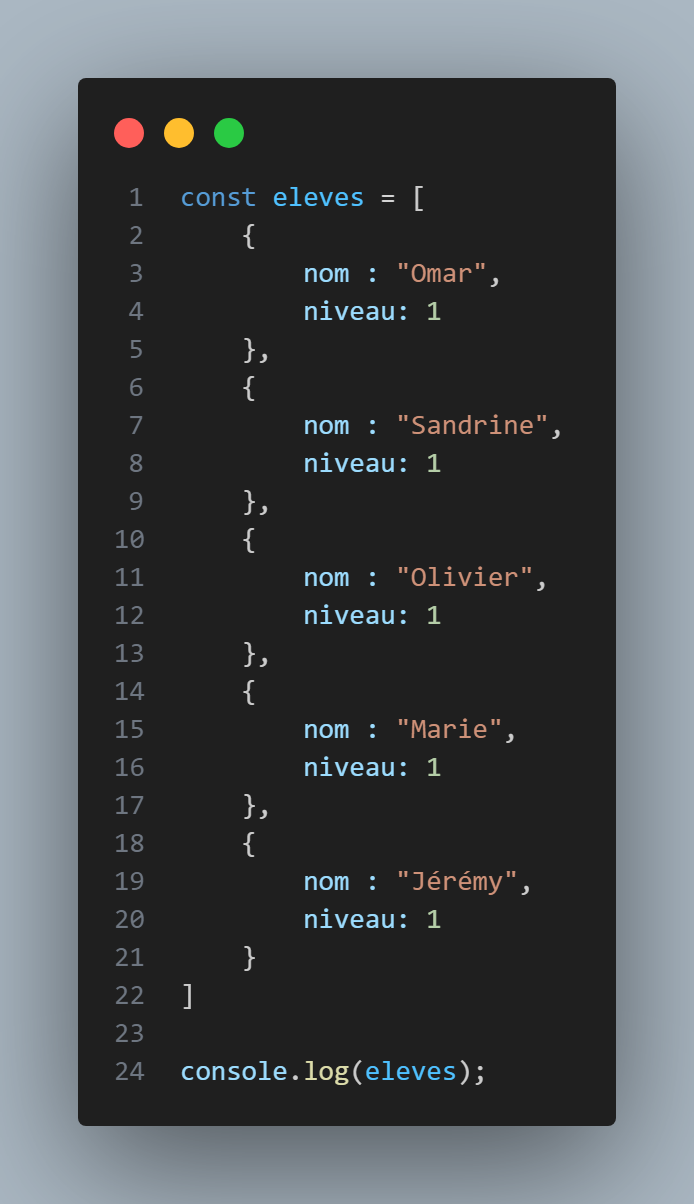 1 const eleves = [
2     {
3         nom : "Omar",
4         niveau: 1
5     },
6     {
7         nom : "Sandrine",
8         niveau: 1
9     },
10     {
11         nom : "Olivier",
12         niveau: 1
13     },
14     {
15         nom : "Marie",
16         niveau: 1
17     },
18     {
19         nom : "Jérémy",
20         niveau: 1
21     }
22 ]
23
24 console.log(eleves);